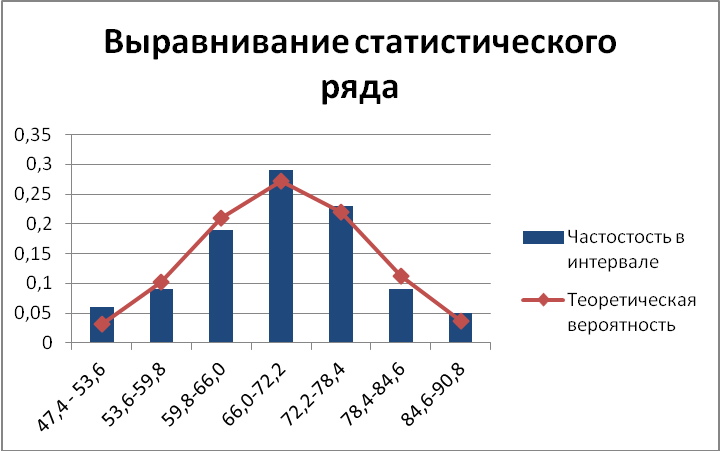 Выравнивание статистического
ряда
0,35
0,3
0,25
0,2
0,15
0,1
0,05
0
47,4 - 53,6
53,6-59,8
59,8-66,0
66,0-72,2
72,2-78,4
78,4-84,6
84,6-90,8
Частостость в
интервале
Теоретическая
вероятность